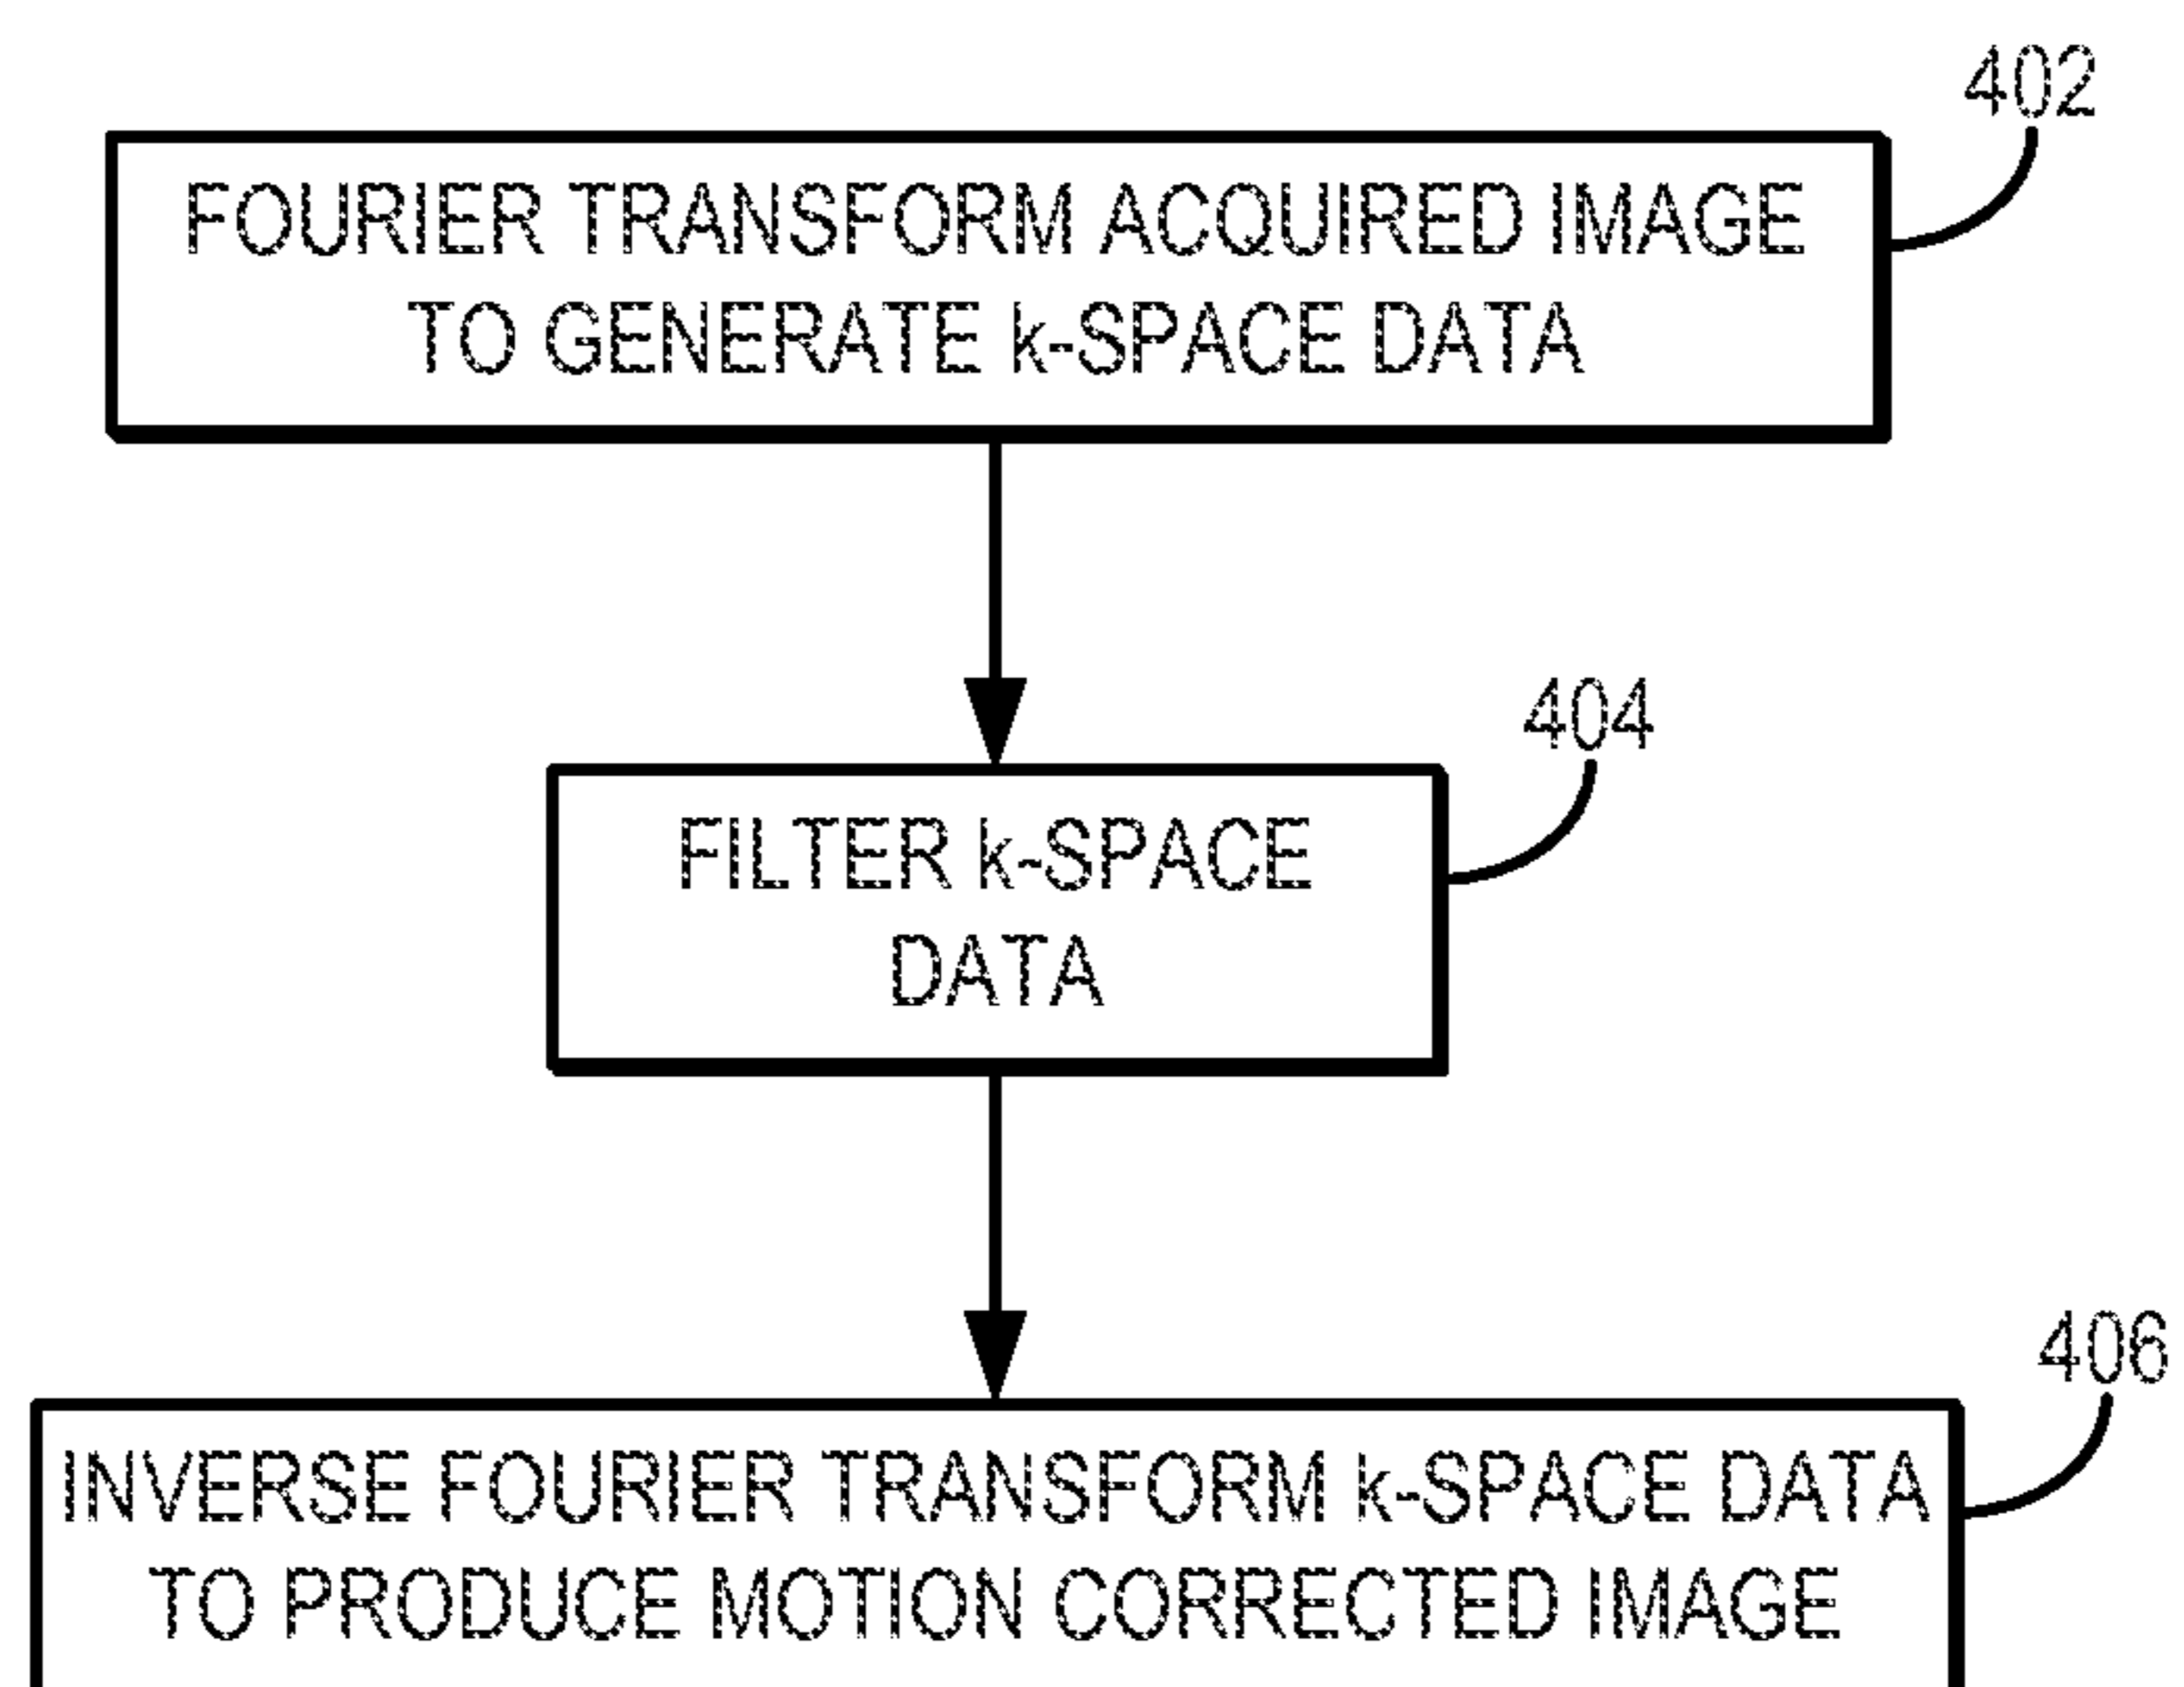 402
FOURIER TRANSFORM ACQUIRED IMAGE
TO GENERATE k-SPACE DATA
404
FILTER k-SPACE
DATA
406
INVERSE FOURIER TRANSFORM k-SPACE DATA
TO PRODUCE MOTION CORRECTED IMAGE